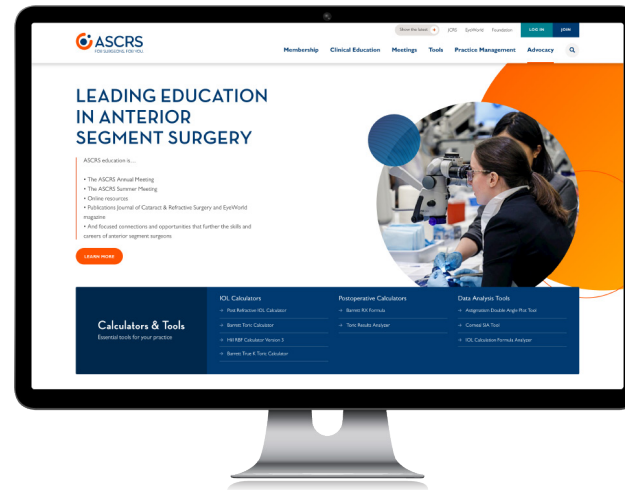 ASCRS
FOR SURGEONS, FOR YOU.
Show the latest +
JCRS EyeWorld Foundation
LOG IN JOIN
Membership Clinical Education Meetings Tools Practice Management Advocacy
LEADING EDUCATION
IN ANTERIOR
SEGMENT SURGERY
ASCRS education is…
• The ASCRS Annual Meeting
• The ASCRS Summer Meeting
• Online resources
• Publications Journal of Cataract & Refractive Surgery and EyeWorld
magazine
• And focused connections and opportunities that further the skills and
careers of anterior segment surgeons
LEARN MORE
Calculators & Tools
Essential tools for your practice
IOL Calculators
→ Post Refractive IOL Calculator
→ Barrett Toric Calculator
→ Hill RBF Calculator Version 3
→ Barrett True K Toric Calculator
Postoperative Calculators
→ Barrett RX Formula
→ Toric Results Analyzer
Data Analysis Tools
→ Astigmatism Double Angle Plot Tool
→ Corneal SIA Tool
→ IOL Calculation Formula Analyzer